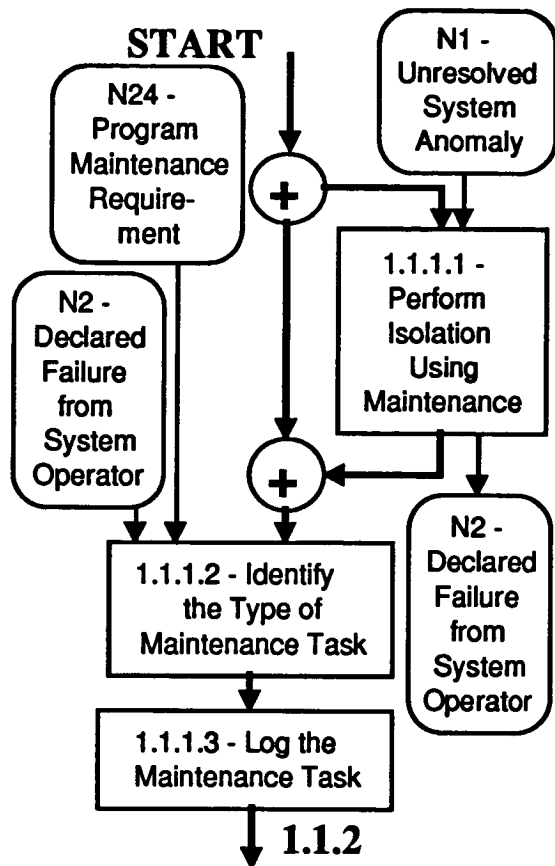 START
N1 -
Unresolved
System
Anomaly
N24 -
Program
Maintenance
Require-
ment
+
1.1.1.1 -
Perform
Isolation
Using
Maintenance
N2 -
Declared
Failure
from
System
Operator
+
N2 -
Declared
Failure
from
System
Operator
1.1.1.2 - Identify
the Type of
Maintenance Task
1.1.1.3 - Log the
Maintenance Task
1.1.2